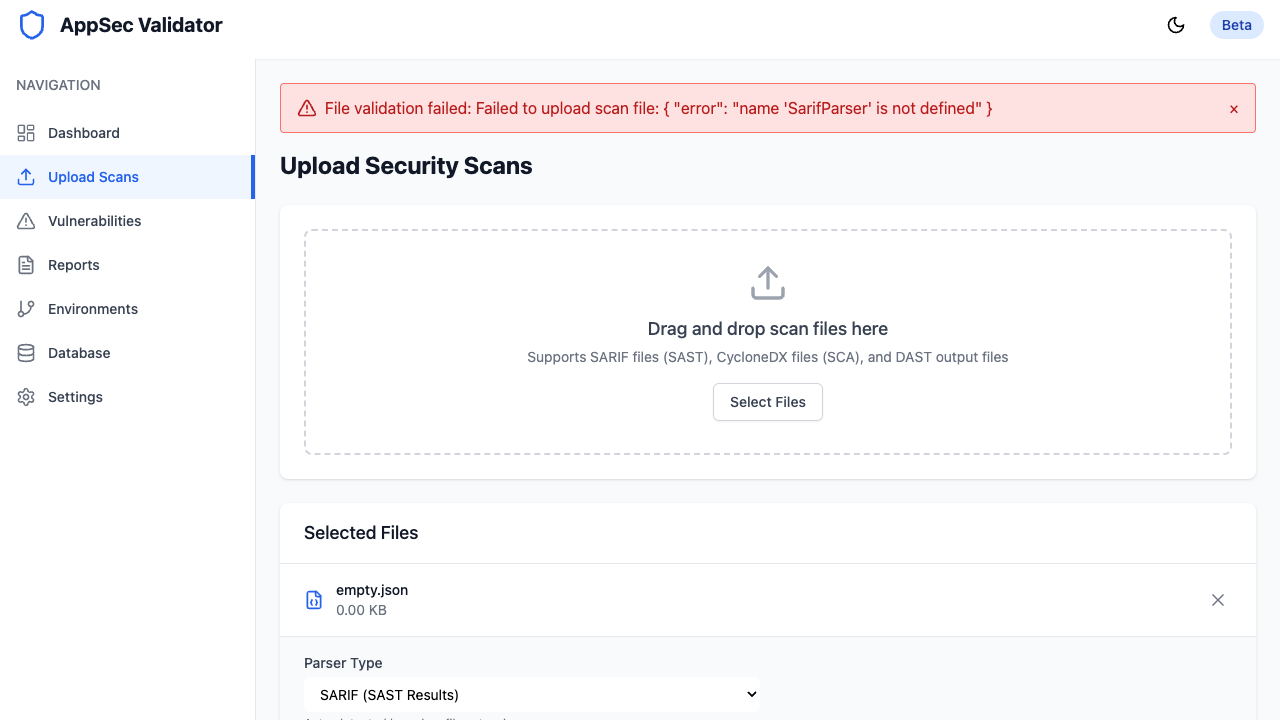 AppSec Validator
Beta
NAVIGATION
Dashboard
Upload Scans
Vulnerabilities
Reports
Environments
Database
Settings
File validation failed: Failed to upload scan file: { "error": "name 'SarifParser' is not defined" }
×
Upload Security Scans
Drag and drop scan files here
Supports SARIF files (SAST), CycloneDX files (SCA), and DAST output files
Select Files
Selected Files
empty.json
0.00 KB
Parser Type
SARIF (SAST Results)